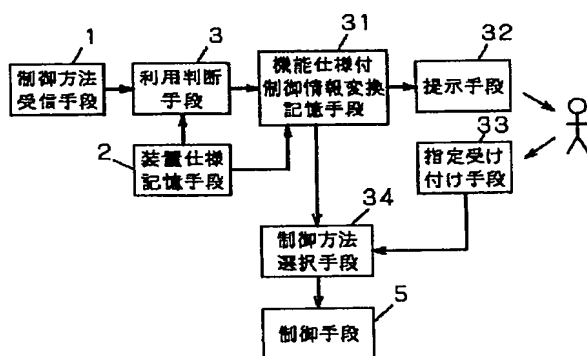 1
制御方法
受信手段
3
利用判断
手段
31
機能仕様付
制御情報変換
記憶手段
32
提示手段
2
装置仕様
記憶手段
33
指定受け
付け手段
34
制御方法
選択手段
5
制御手段